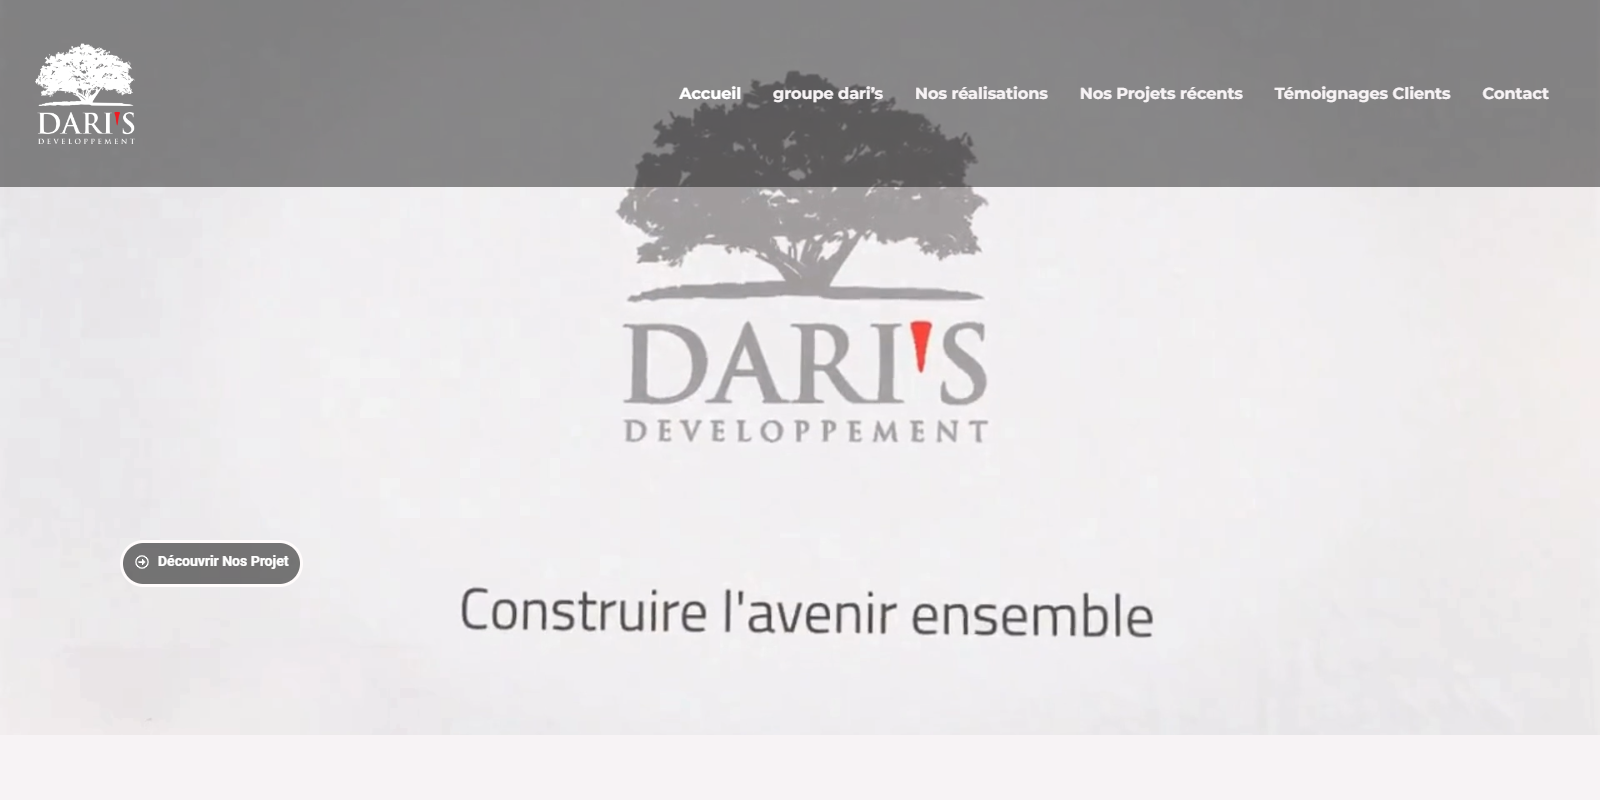 DARI'S
DEVELOPPEMENT
Accueil groupe dari's Nos réalisations Nos Projets récents Témoignages Clients Contact
DARI'S
DEVELOPPEMENT
Découvrir Nos Projet
Construire l'avenir ensemble